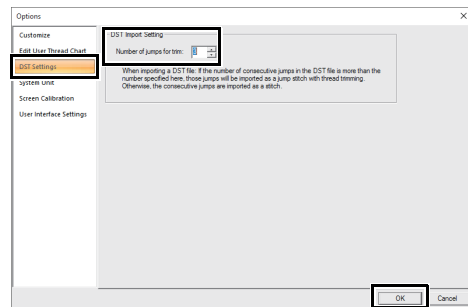 Options
Customize
Edit User Thread Chart
DST Settings
System Unit
Screen Calibration
User Interface Settings
DST Import Setting
Number of jumps for trim:
When importing a DST file: If the number of consecutive jumps in the DST file is more than the
number specified here, those jumps will be imported as a jump stitch with thread trimming.
Otherwise, the consecutive jumps are imported as a stitch.
OK
Cancel